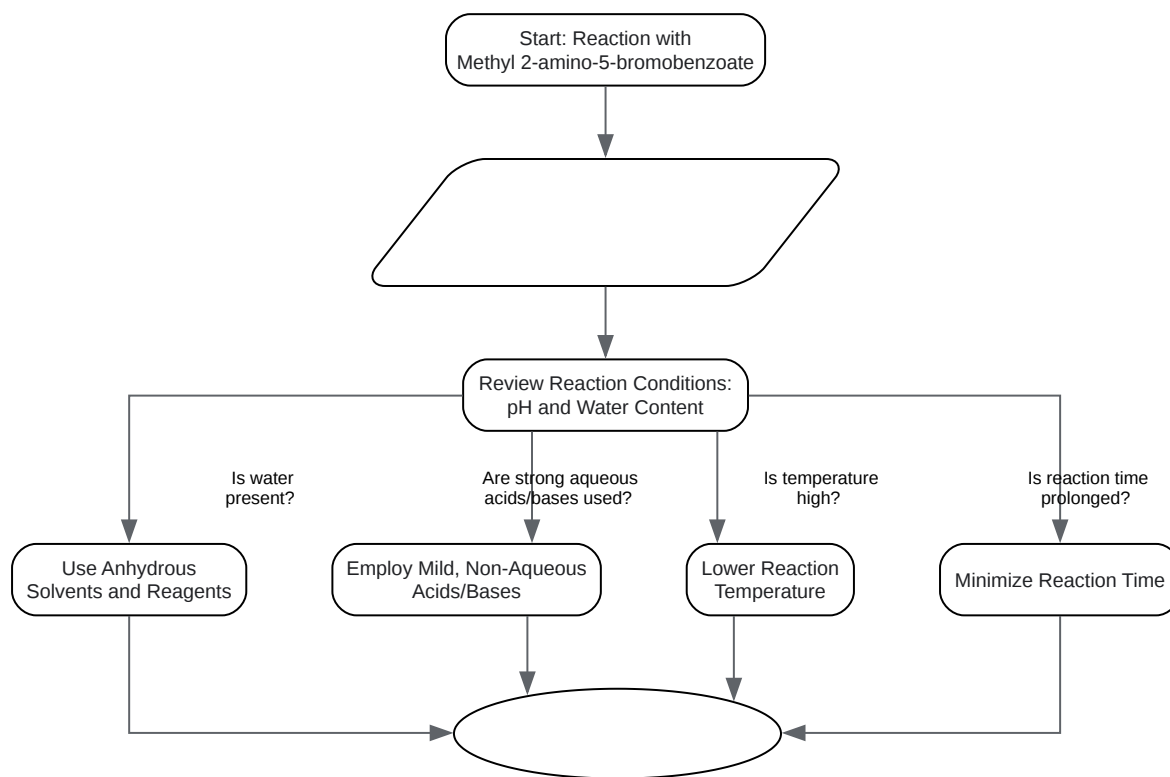 Start: Reaction with
Methyl 2-amino-5-bromobenzoate
Review Reaction Conditions:
pH and Water Content
Is water
present?
Are strong aqueous
acids/bases used?
Is temperature
high?
Is reaction time
prolonged?
Use Anhydrous
Solvents and Reagents
Employ Mild, Non-Aqueous
Acids/Bases
Lower Reaction
Temperature
Minimize Reaction Time